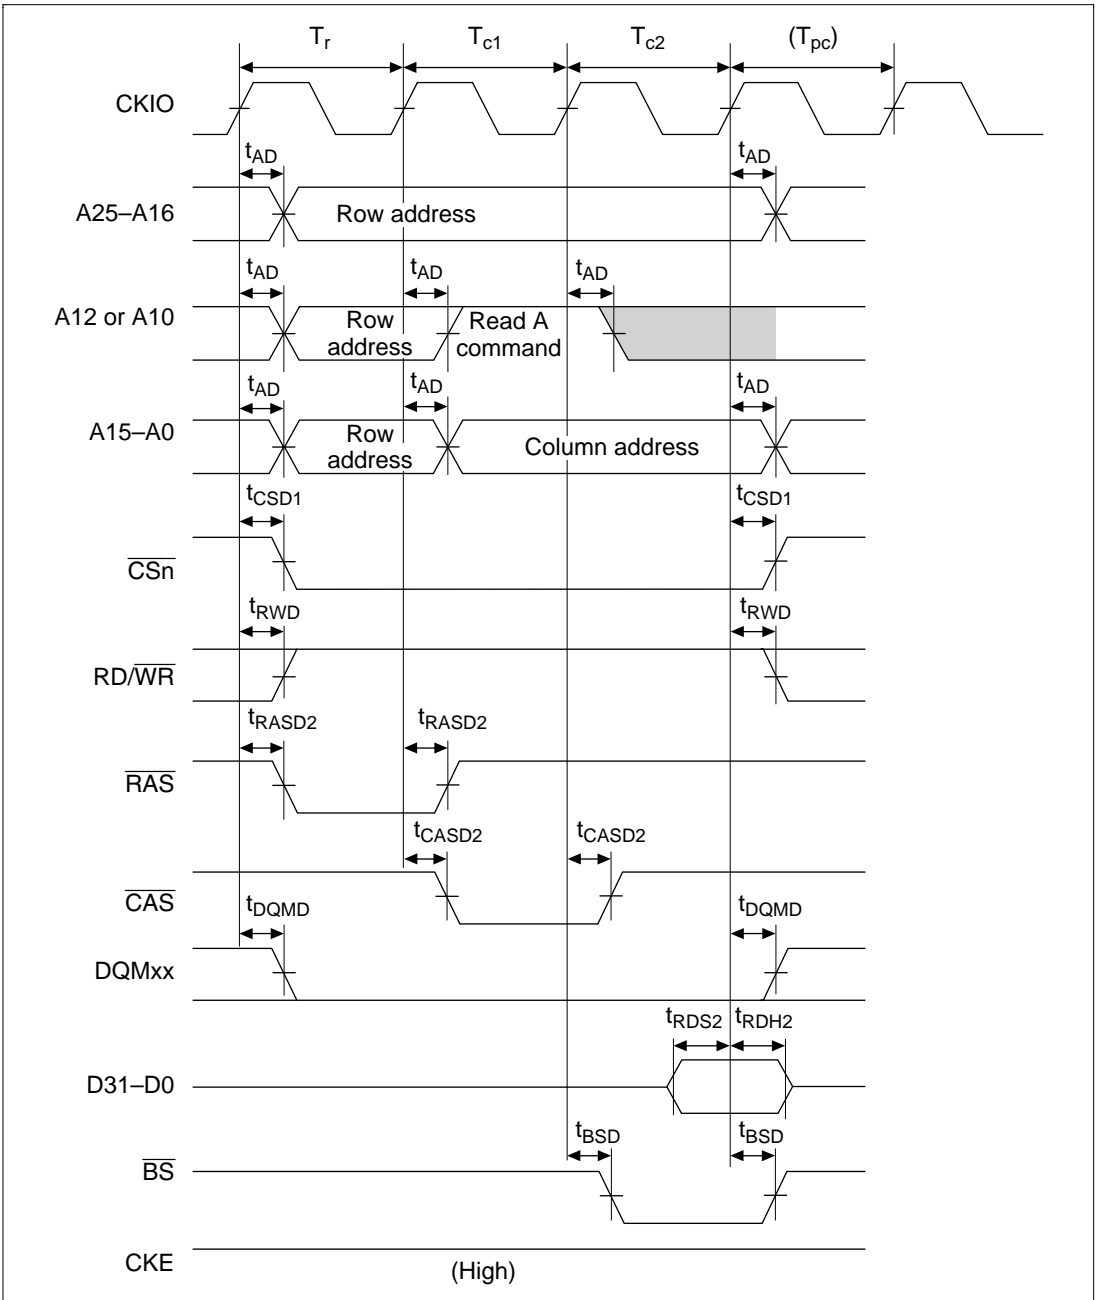 Tr Tc1 Tc2 (Tpc)
CKIO
tAD tAD
A25–A16 Row address
tAD tAD tAD
A12 or A10 Row address Read A command
tAD tAD tAD
A15–A0 Row address Column address
tCSD1 tCSD1
CSn
tRWD tRWD
RD/WR
tRASD2 tRASD2
RAS
tCASD2 tCASD2
CAS
tDQMD tDQMD
DQMxx
tRDS2 tRDH2
D31–D0
tBSD tBSD
BS
CKE (High)